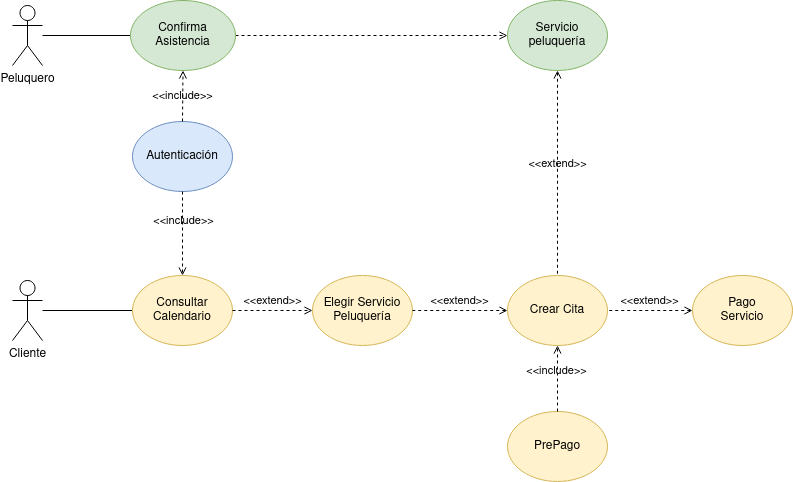 Confirma
Asistencia
Servicio
peluquería
Peluquero
<<include>>
Autenticación
<<extend>>
<<include>>
Consultar
Calendario
<<extend>>
Elegir Servicio
Peluquería
<<extend>>
Crear Cita
<<extend>>
Pago
Servicio
Cliente
<<include>>
PrePago